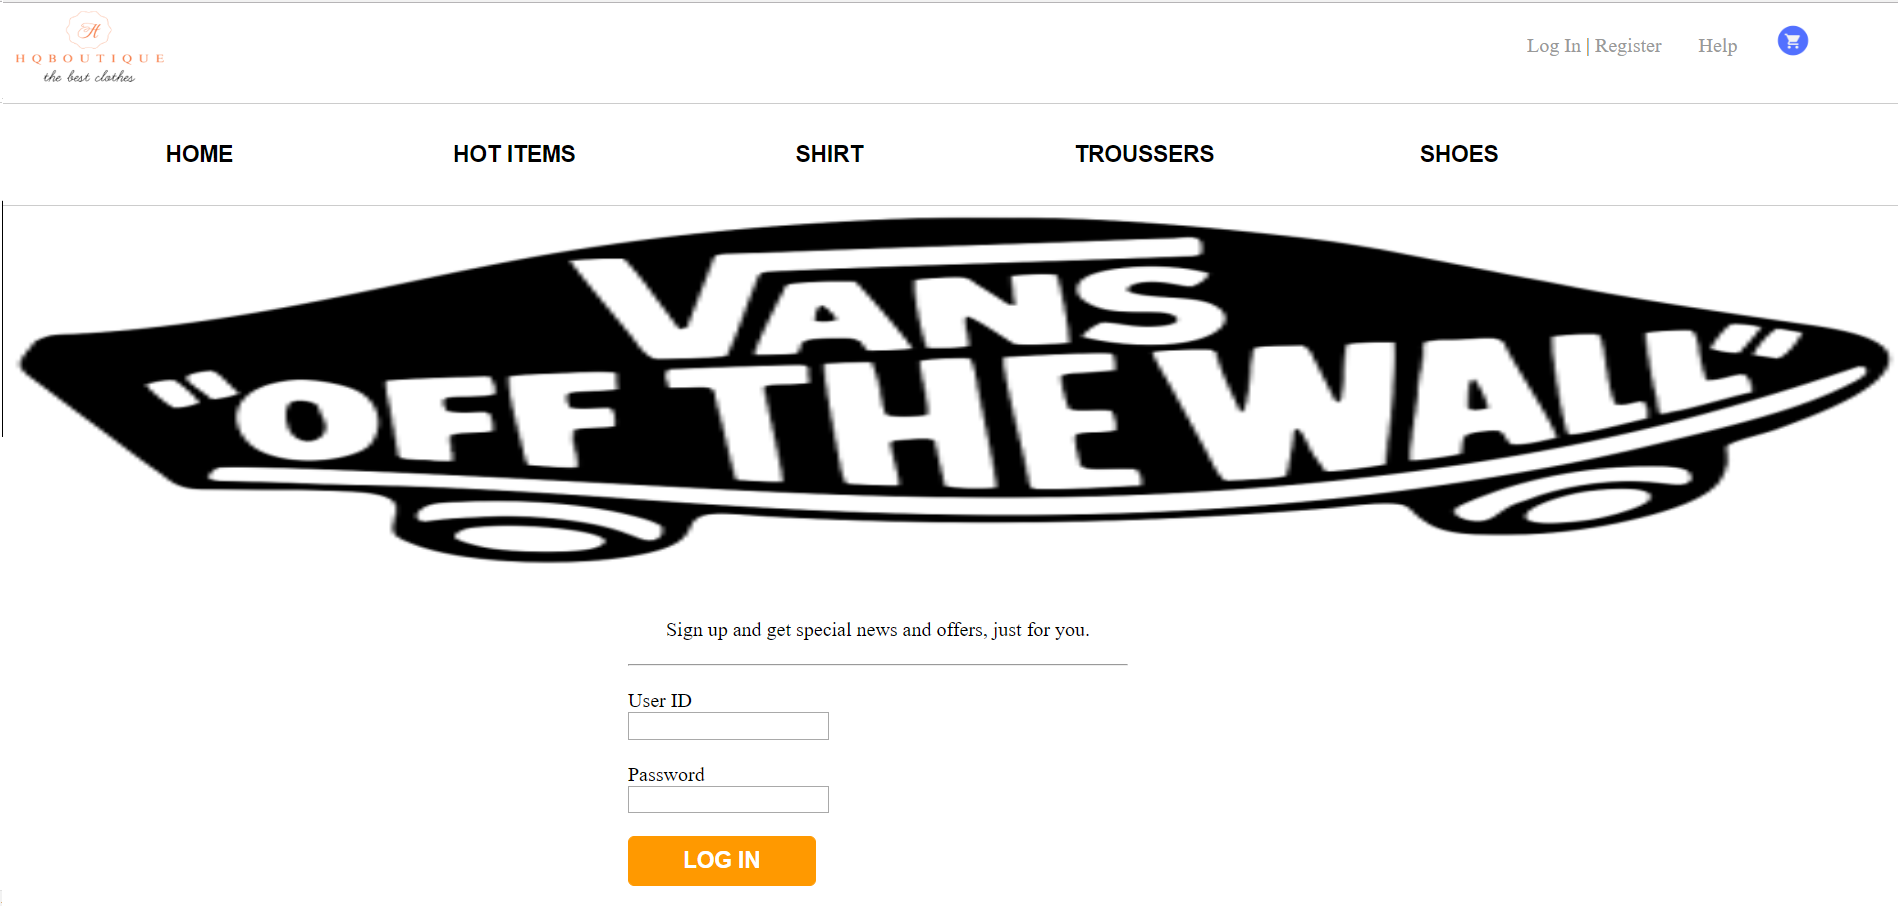 H
HQBOUTIQUE
the best clothes
Log In | Register Help
HOME HOT ITEMS SHIRT TROUSSERS SHOES
VANS
"OFF THE WALL"
Sign up and get special news and offers, just for you.
User ID
Password
LOG IN